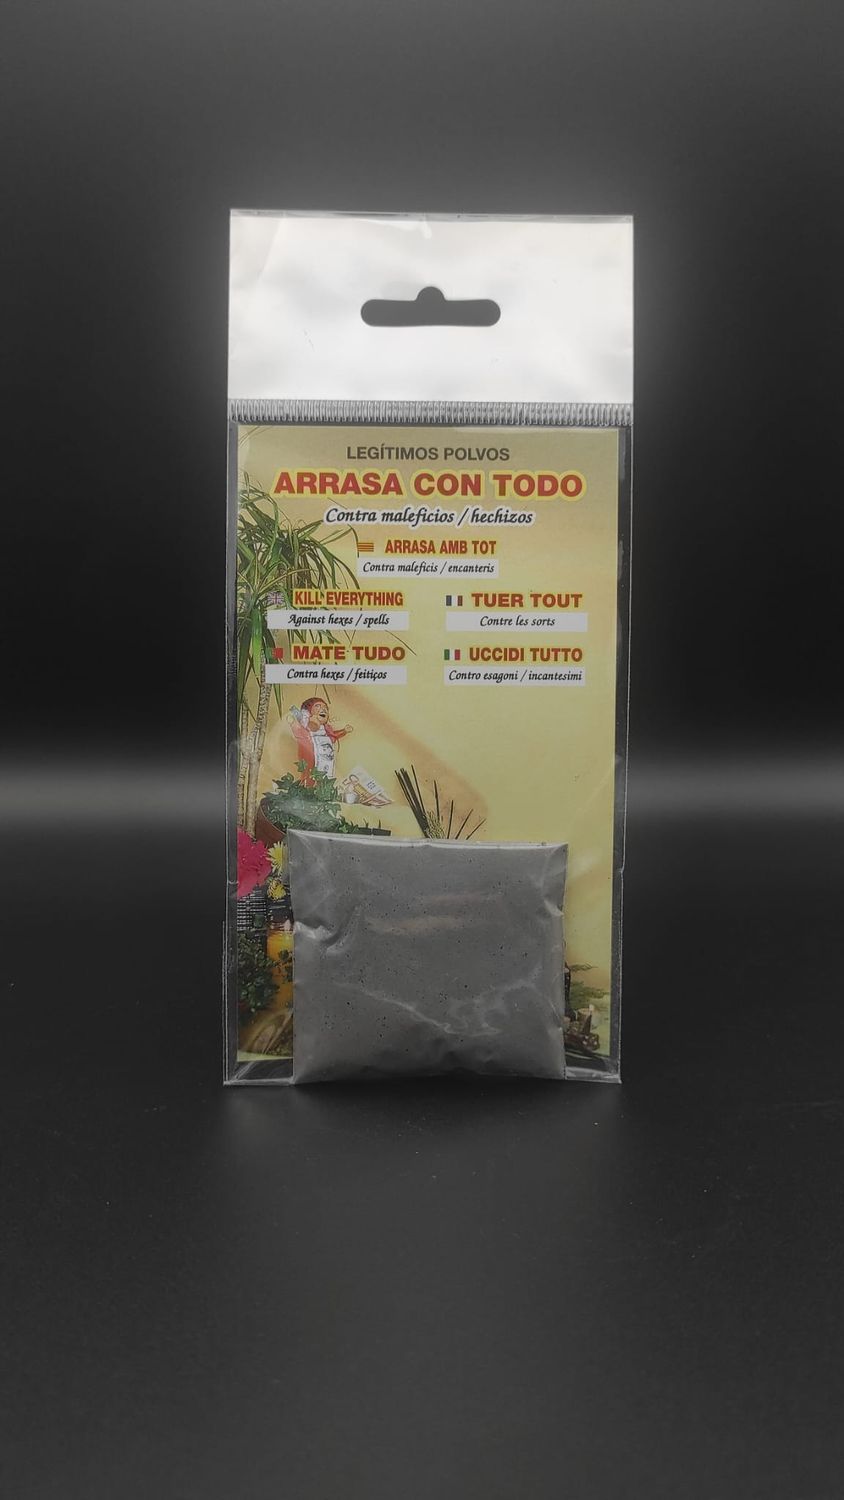 LEGÍTIMOS POLVOS
ARRASA CON TODO
Contra maleficios / hechizos
ARRASA AMB TOT
Contra maleficis / encanteris
KILL EVERYTHING
Against hexes / spells
TUER TOUT
Contre les sorts
MATE TUDO
Contra hexes / feitiços
UCCIDI TUTTO
Contro esagoni / incantesimi